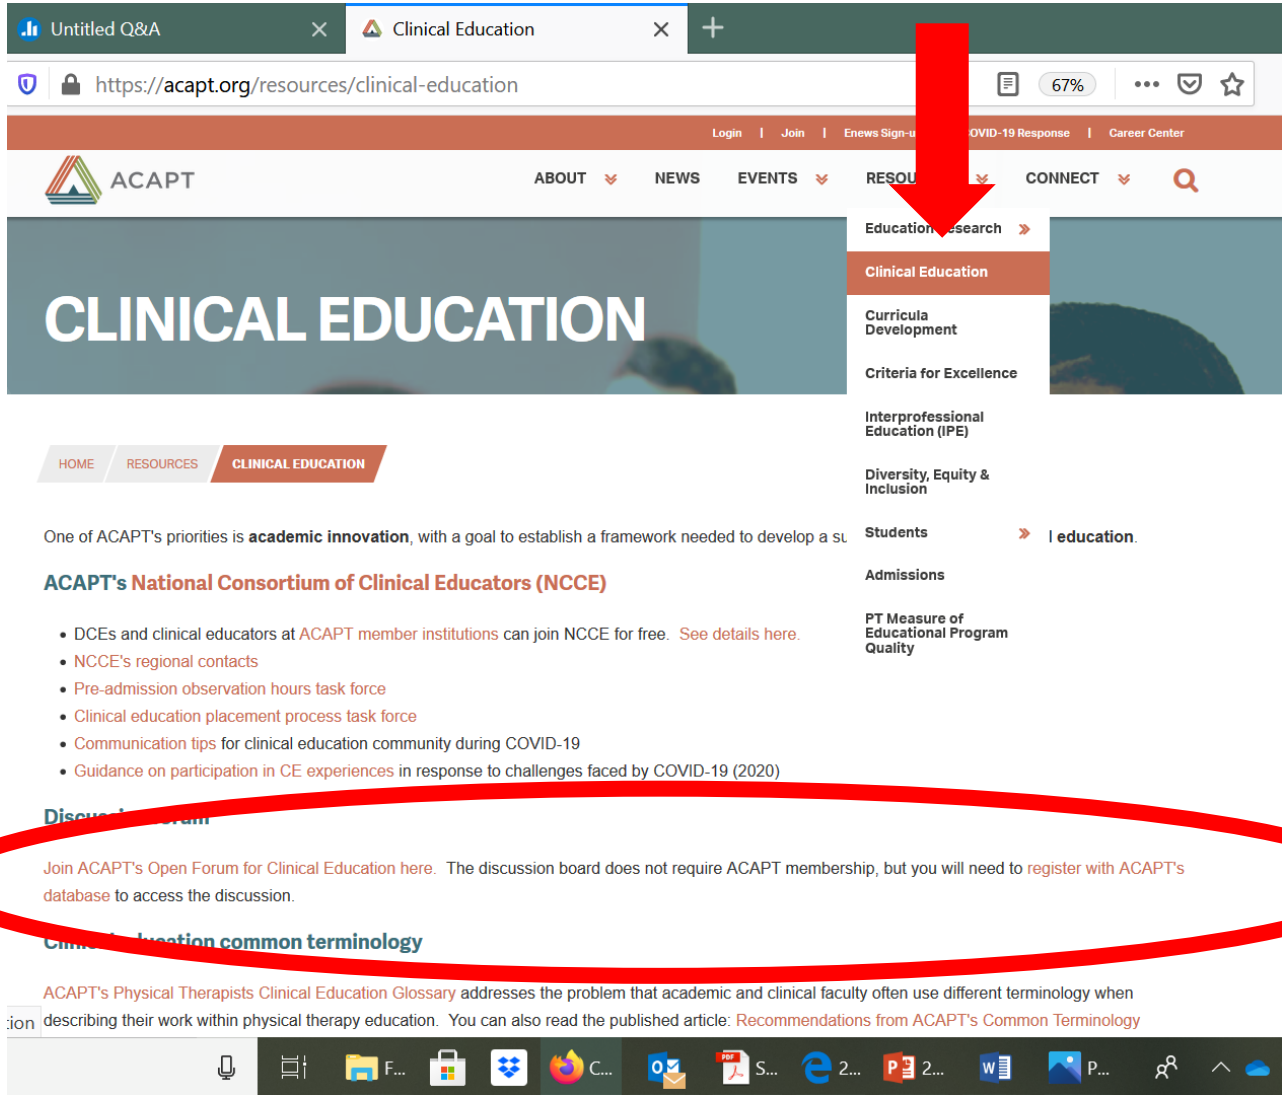 Untitled Q&A
Clinical Education
https://acapt.org/resources/clinical-education
67%
Login | Join | Enews | Response | Career Center
ACAPT
ABOUT NEWS EVENTS CONNECT
Education
Clinical Education
Curricula
Development
Criteria for Excellence
Interprofessional
Education (IPE)
Diversity, Equity &
Inclusion
Students
Admissions
PT Measure of
Educational Program
Quality
CLINICAL EDUCATION
HOME RESOURCES CLINICAL EDUCATION
One of ACAPT's priorities is academic innovation, with a goal to establish a framework needed to develop a education.
ACAPT's National Consortium of Clinical Educators (NCCE)
• DCEs and clinical educators at ACAPT member institutions can join NCCE for free. See details here.
• NCCE's regional contacts
• Pre-admission observation hours task force
• Clinical education placement process task force
• Communication tips for clinical education community during COVID-19
• Guidance on participation in CE experiences in response to challenges faced by COVID-19 (2020)
Join ACAPT's Open Forum for Clinical Education here. The discussion board does not require ACAPT membership, but you will need to register with ACAPT's
database to access the discussion.
common terminology
ACAPT's Physical Therapists Clinical Education Glossary addresses the problem that academic and clinical faculty often use different terminology when
tion describing their work within physical therapy education. You can also read the published article: Recommendations from ACAPT's Common Terminology
F... C... PDF S... 2... P 2... W P...